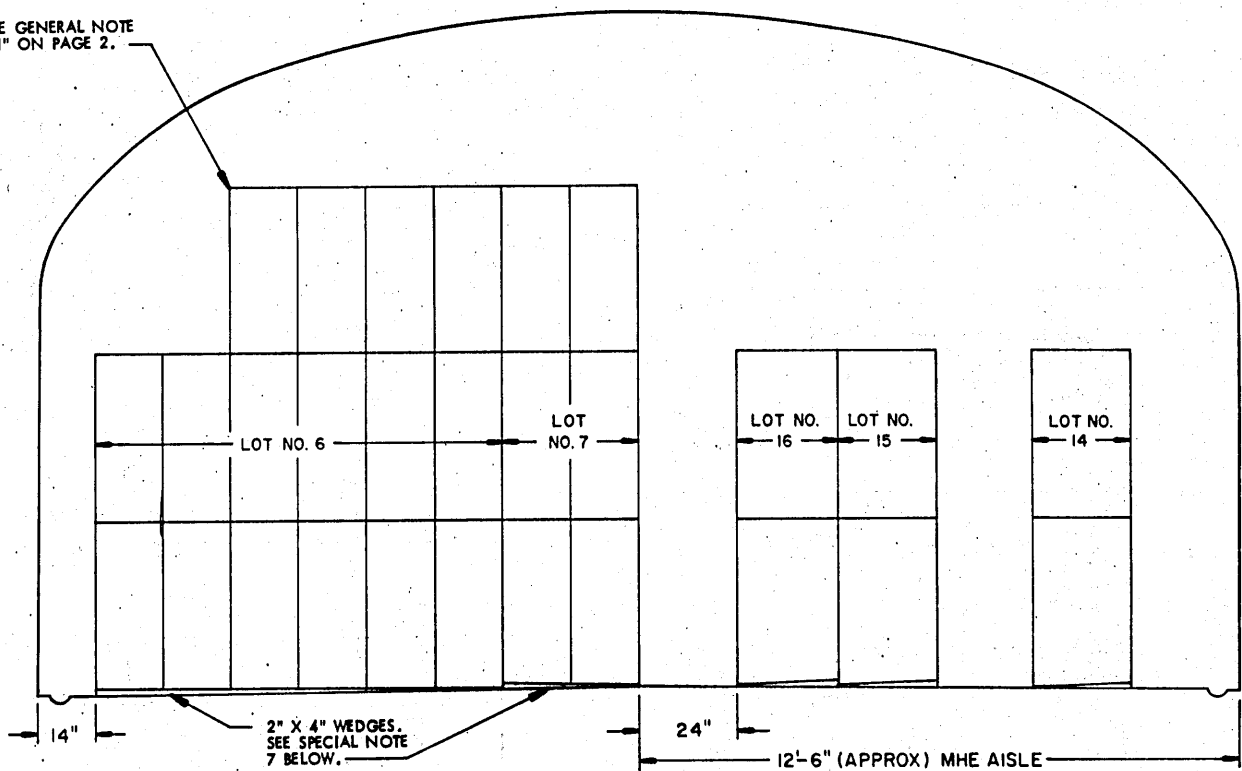 GENERAL NOTE
ON PAGE 2.
LOT NO. 6
LOT
NO. 7
LOT NO.
16
LOT NO.
15
LOT NO.
14
2" X 4" WEDGES.
SEE SPECIAL NOTE
7 BELOW.
14"
24"
12'-6" (APPROX) MHE AISLE